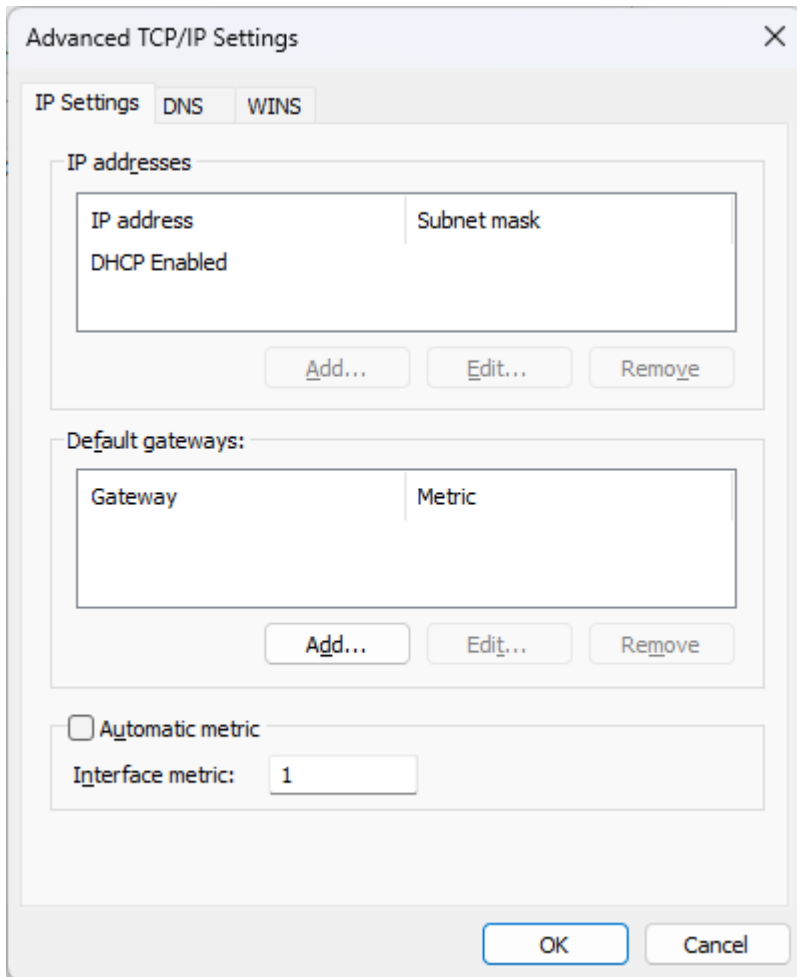 Advanced TCP/IP Settings
IP Settings DNS WINS
IP addresses
IP address Subnet mask
DHCP Enabled
Add... Edit... Remove
Default gateways:
Gateway Metric
Add... Edit... Remove
Automatic metric
Interface metric: 1
OK Cancel